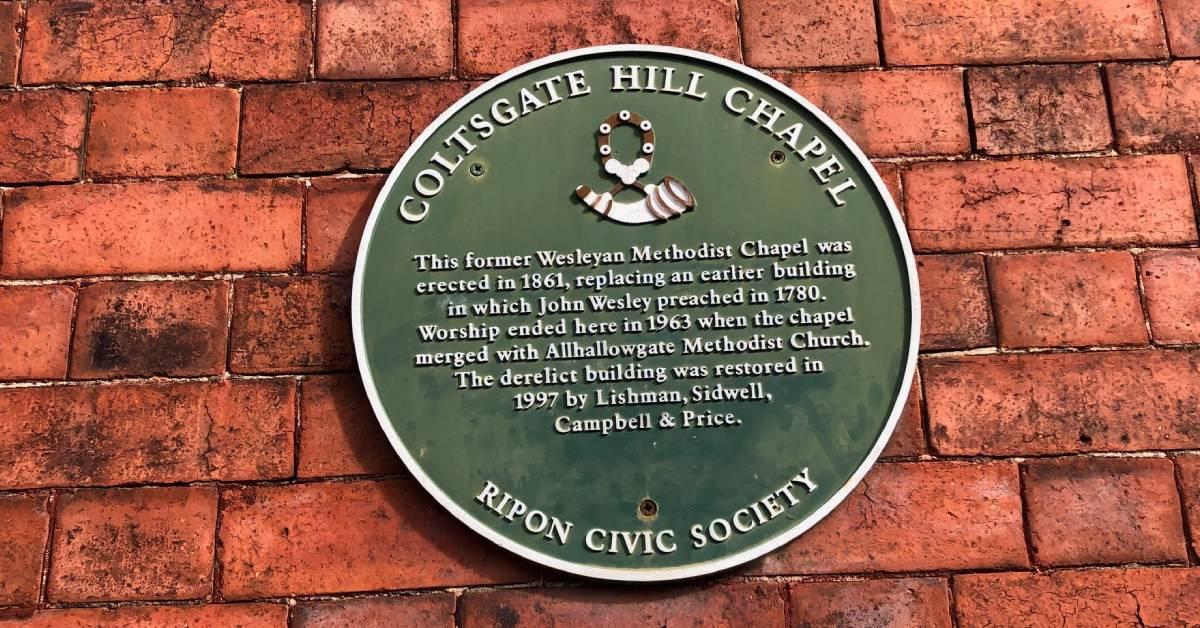 COLTSGATE HILL CHAPEL
This former Wesleyan Methodist Chapel was
erected in 1861, replacing an earlier building
in which John Wesley preached in 1780.
Worship ended here in 1963 when the chapel
merged with Allhallowgate Methodist Church.
The derelict building was restored in
1997 by Lishman, Sidwell,
Campbell & Price.
RIPON CIVIC SOCIETY